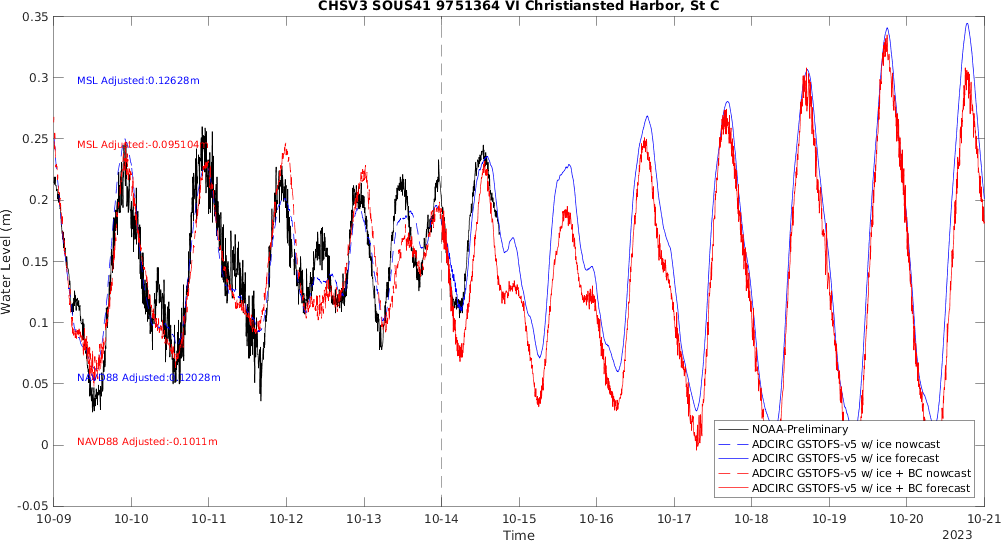 CHSV3 SOUS41 9751364 VI Christiansted Harbor, St C
0.35
0.3
0.25
0.2
0.15
0.1
0.05
0
-0.05
Water Level (m)
MSL Adjusted:0.12628m
MSL Adjusted:-0.095104m
NAVD88 Adjusted:0.12028m
NAVD88 Adjusted:-0.1011m
NOAA-Preliminary
ADCIRC GSTOFS-v5 w/ ice nowcast
ADCIRC GSTOFS-v5 w/ ice forecast
ADCIRC GSTOFS-v5 w/ ice + BC nowcast
ADCIRC GSTOFS-v5 w/ ice + BC forecast
10-09 10-10 10-11 10-12 10-13 10-14 10-15 10-16 10-17 10-18 10-19 10-20 10-21
Time
2023